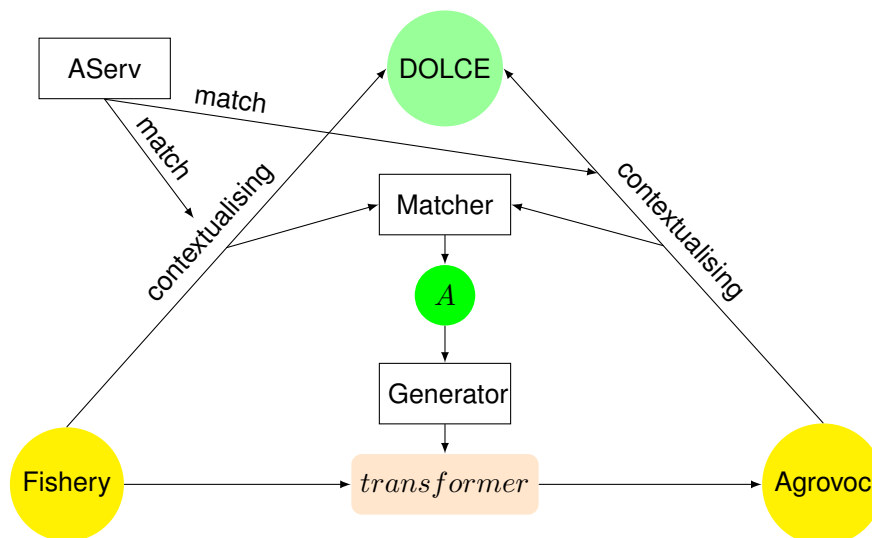 AServ
DOLCE
match
match
contextualising
contextualising
Matcher
A
Generator
Fishery
transformer
Agrovoc